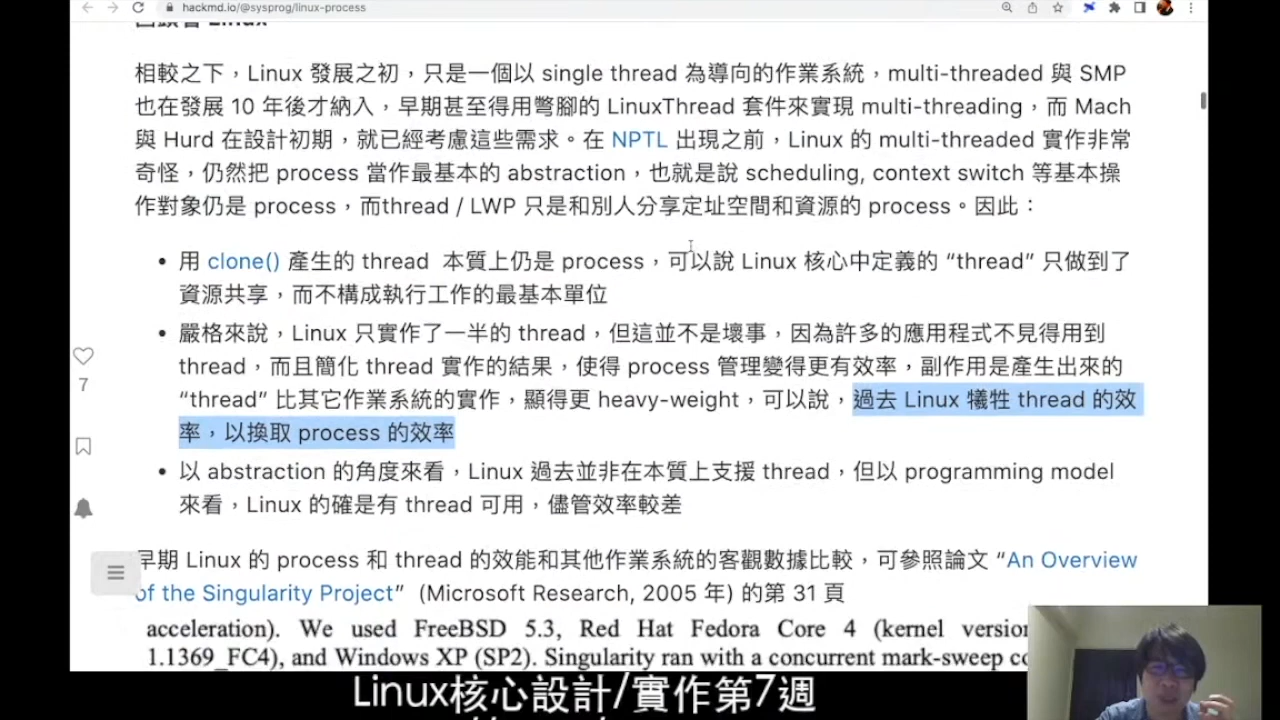 hackmd.io/@sysprog/linux-process
回頭看 Linux
相較之下，Linux 發展之初，只是一個以 single thread 為導向的作業系統，multi-threaded 與 SMP
也在發展 10 年後才納入，早期甚至得用彆腳的 LinuxThread 套件來實現 multi-threading，而 Mach
與 Hurd 在設計初期，就已經考慮這些需求。在 NPTL 出現之前，Linux 的 multi-threaded 實作非常
奇怪，仍然把 process 當作最基本的 abstraction，也就是說 scheduling, context switch 等基本操
作對象仍是 process，而thread / LWP 只是和別人分享定址空間和資源的 process。因此：
• 用 clone() 產生的 thread 本質上仍是 process，可以說 Linux 核心中定義的 “thread” 只做到了
資源共享，而不構成執行工作的最基本單位
• 嚴格來說，Linux 只實作了一半的 thread，但這並不是壞事，因為許多的應用程式不見得用到
thread，而且簡化 thread 實作的結果，使得 process 管理變得更有效率，副作用是產生出來的
“thread” 比其它作業系統的實作，顯得更 heavy-weight，可以說，過去 Linux 犧牲 thread 的效
率，以換取 process 的效率
7
• 以 abstraction 的角度來看，Linux 過去並非在本質上支援 thread，但以 programming model
來看，Linux 的確是有 thread 可用，儘管效率較差
早期 Linux 的 process 和 thread 的效能和其他作業系統的客觀數據比較，可參照論文 “An Overview
of the Singularity Project” (Microsoft Research, 2005 年) 的第 31 頁
acceleration). We used FreeBSD 5.3, Red Hat Fedora Core 4 (kernel version
1.1369_FC4), and Windows XP (SP2). Singularity ran with a concurrent mark-sweep
Linux核心設計/實作第7週